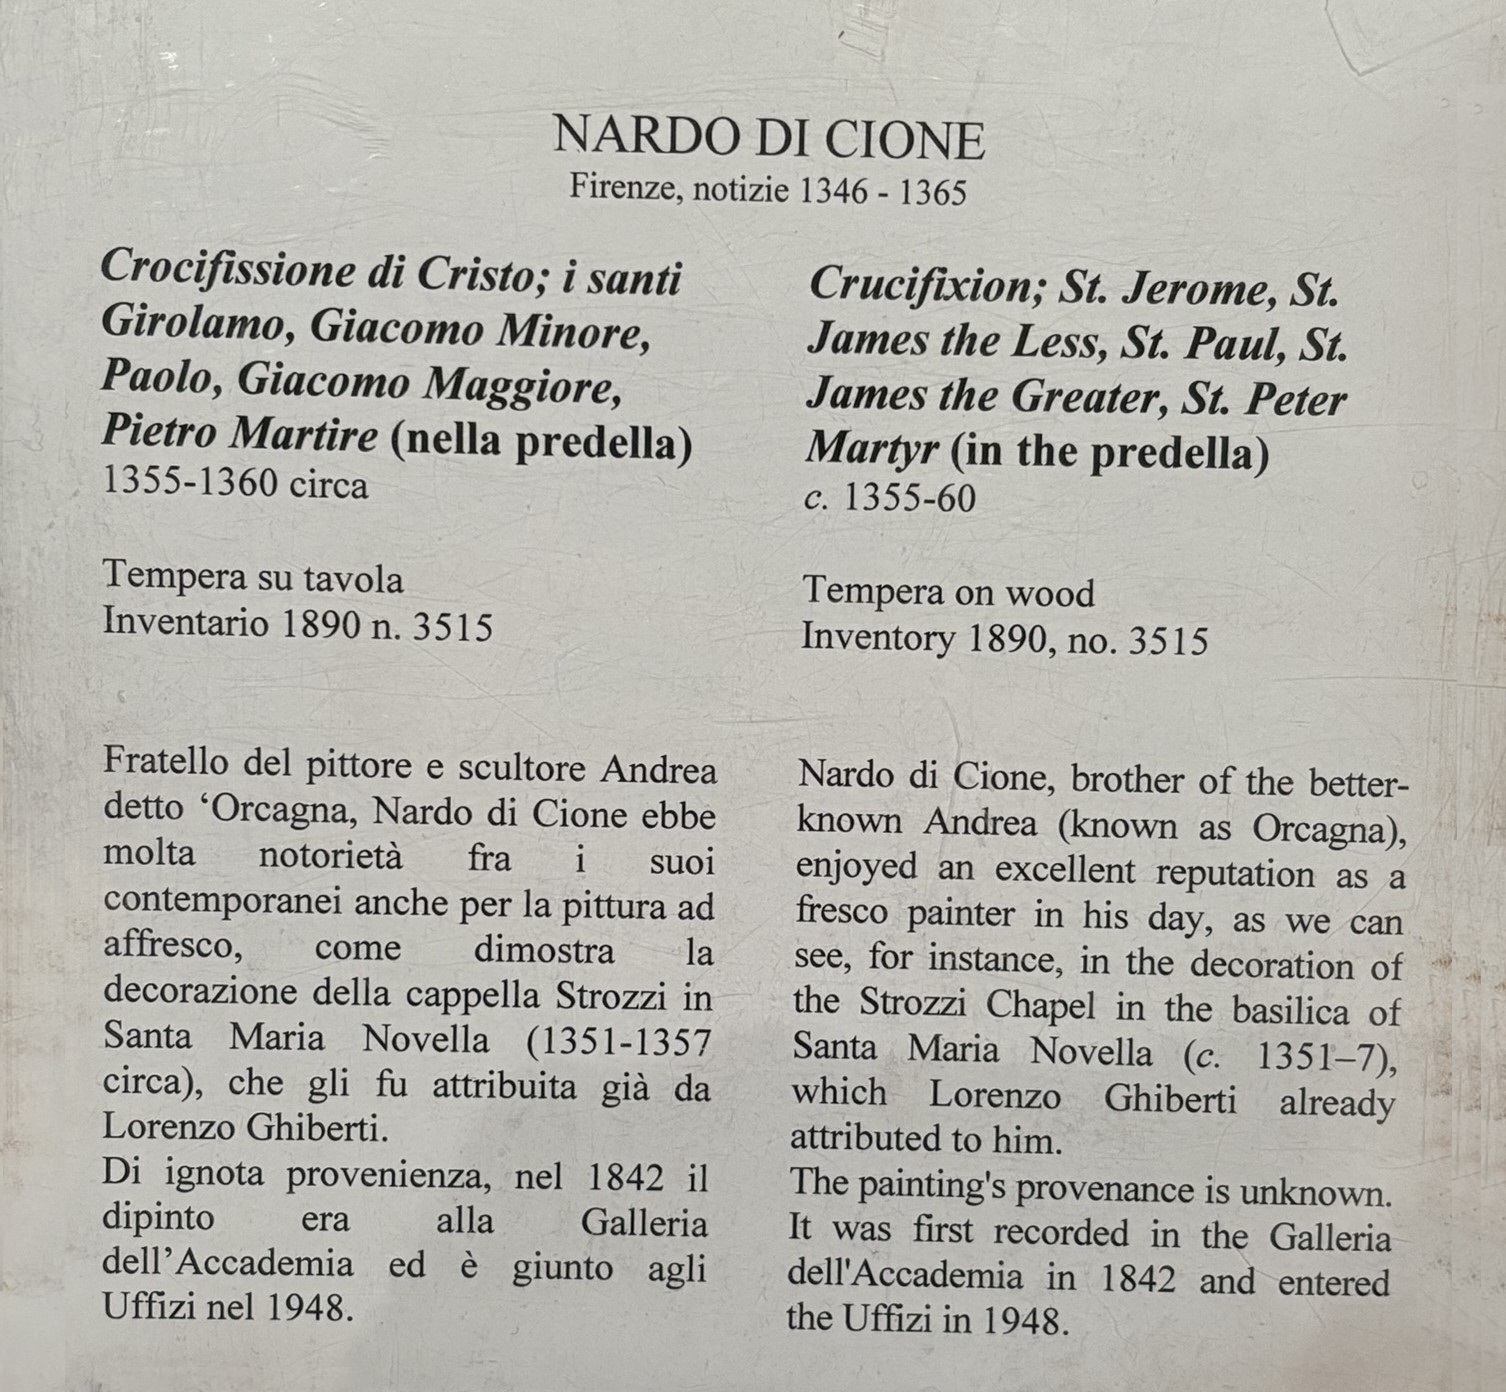 NARDO DI CIONE
Firenze, notizie 1346 - 1365
Crocifissione di Cristo; i santi
Girolamo, Giacomo Minore,
Paolo, Giacomo Maggiore,
Pietro Martire (nella predella)
1355-1360 circa
Tempera su tavola
Inventario 1890 n. 3515
Fratello del pittore e scultore Andrea
detto ‘Orcagna, Nardo di Cione ebbe
molta notorietà fra i suoi
contemporanei anche per la pittura ad
affresco, come dimostra la
decorazione della cappella Strozzi in
Santa Maria Novella (1351-1357
circa), che gli fu attribuita già da
Lorenzo Ghiberti.
Di ignota provenienza, nel 1842 il
dipinto era alla Galleria
dell’Accademia ed è giunto agli
Uffizi nel 1948.
Crucifixion; St. Jerome, St.
James the Less, St. Paul, St.
James the Greater, St. Peter
Martyr (in the predella)
c. 1355-60
Tempera on wood
Inventory 1890, no. 3515
Nardo di Cione, brother of the better-
known Andrea (known as Orcagna),
enjoyed an excellent reputation as a
fresco painter in his day, as we can
see, for instance, in the decoration of
the Strozzi Chapel in the basilica of
Santa Maria Novella (c. 1351–7),
which Lorenzo Ghiberti already
attributed to him.
The painting's provenance is unknown.
It was first recorded in the Galleria
dell'Accademia in 1842 and entered
the Uffizi in 1948.